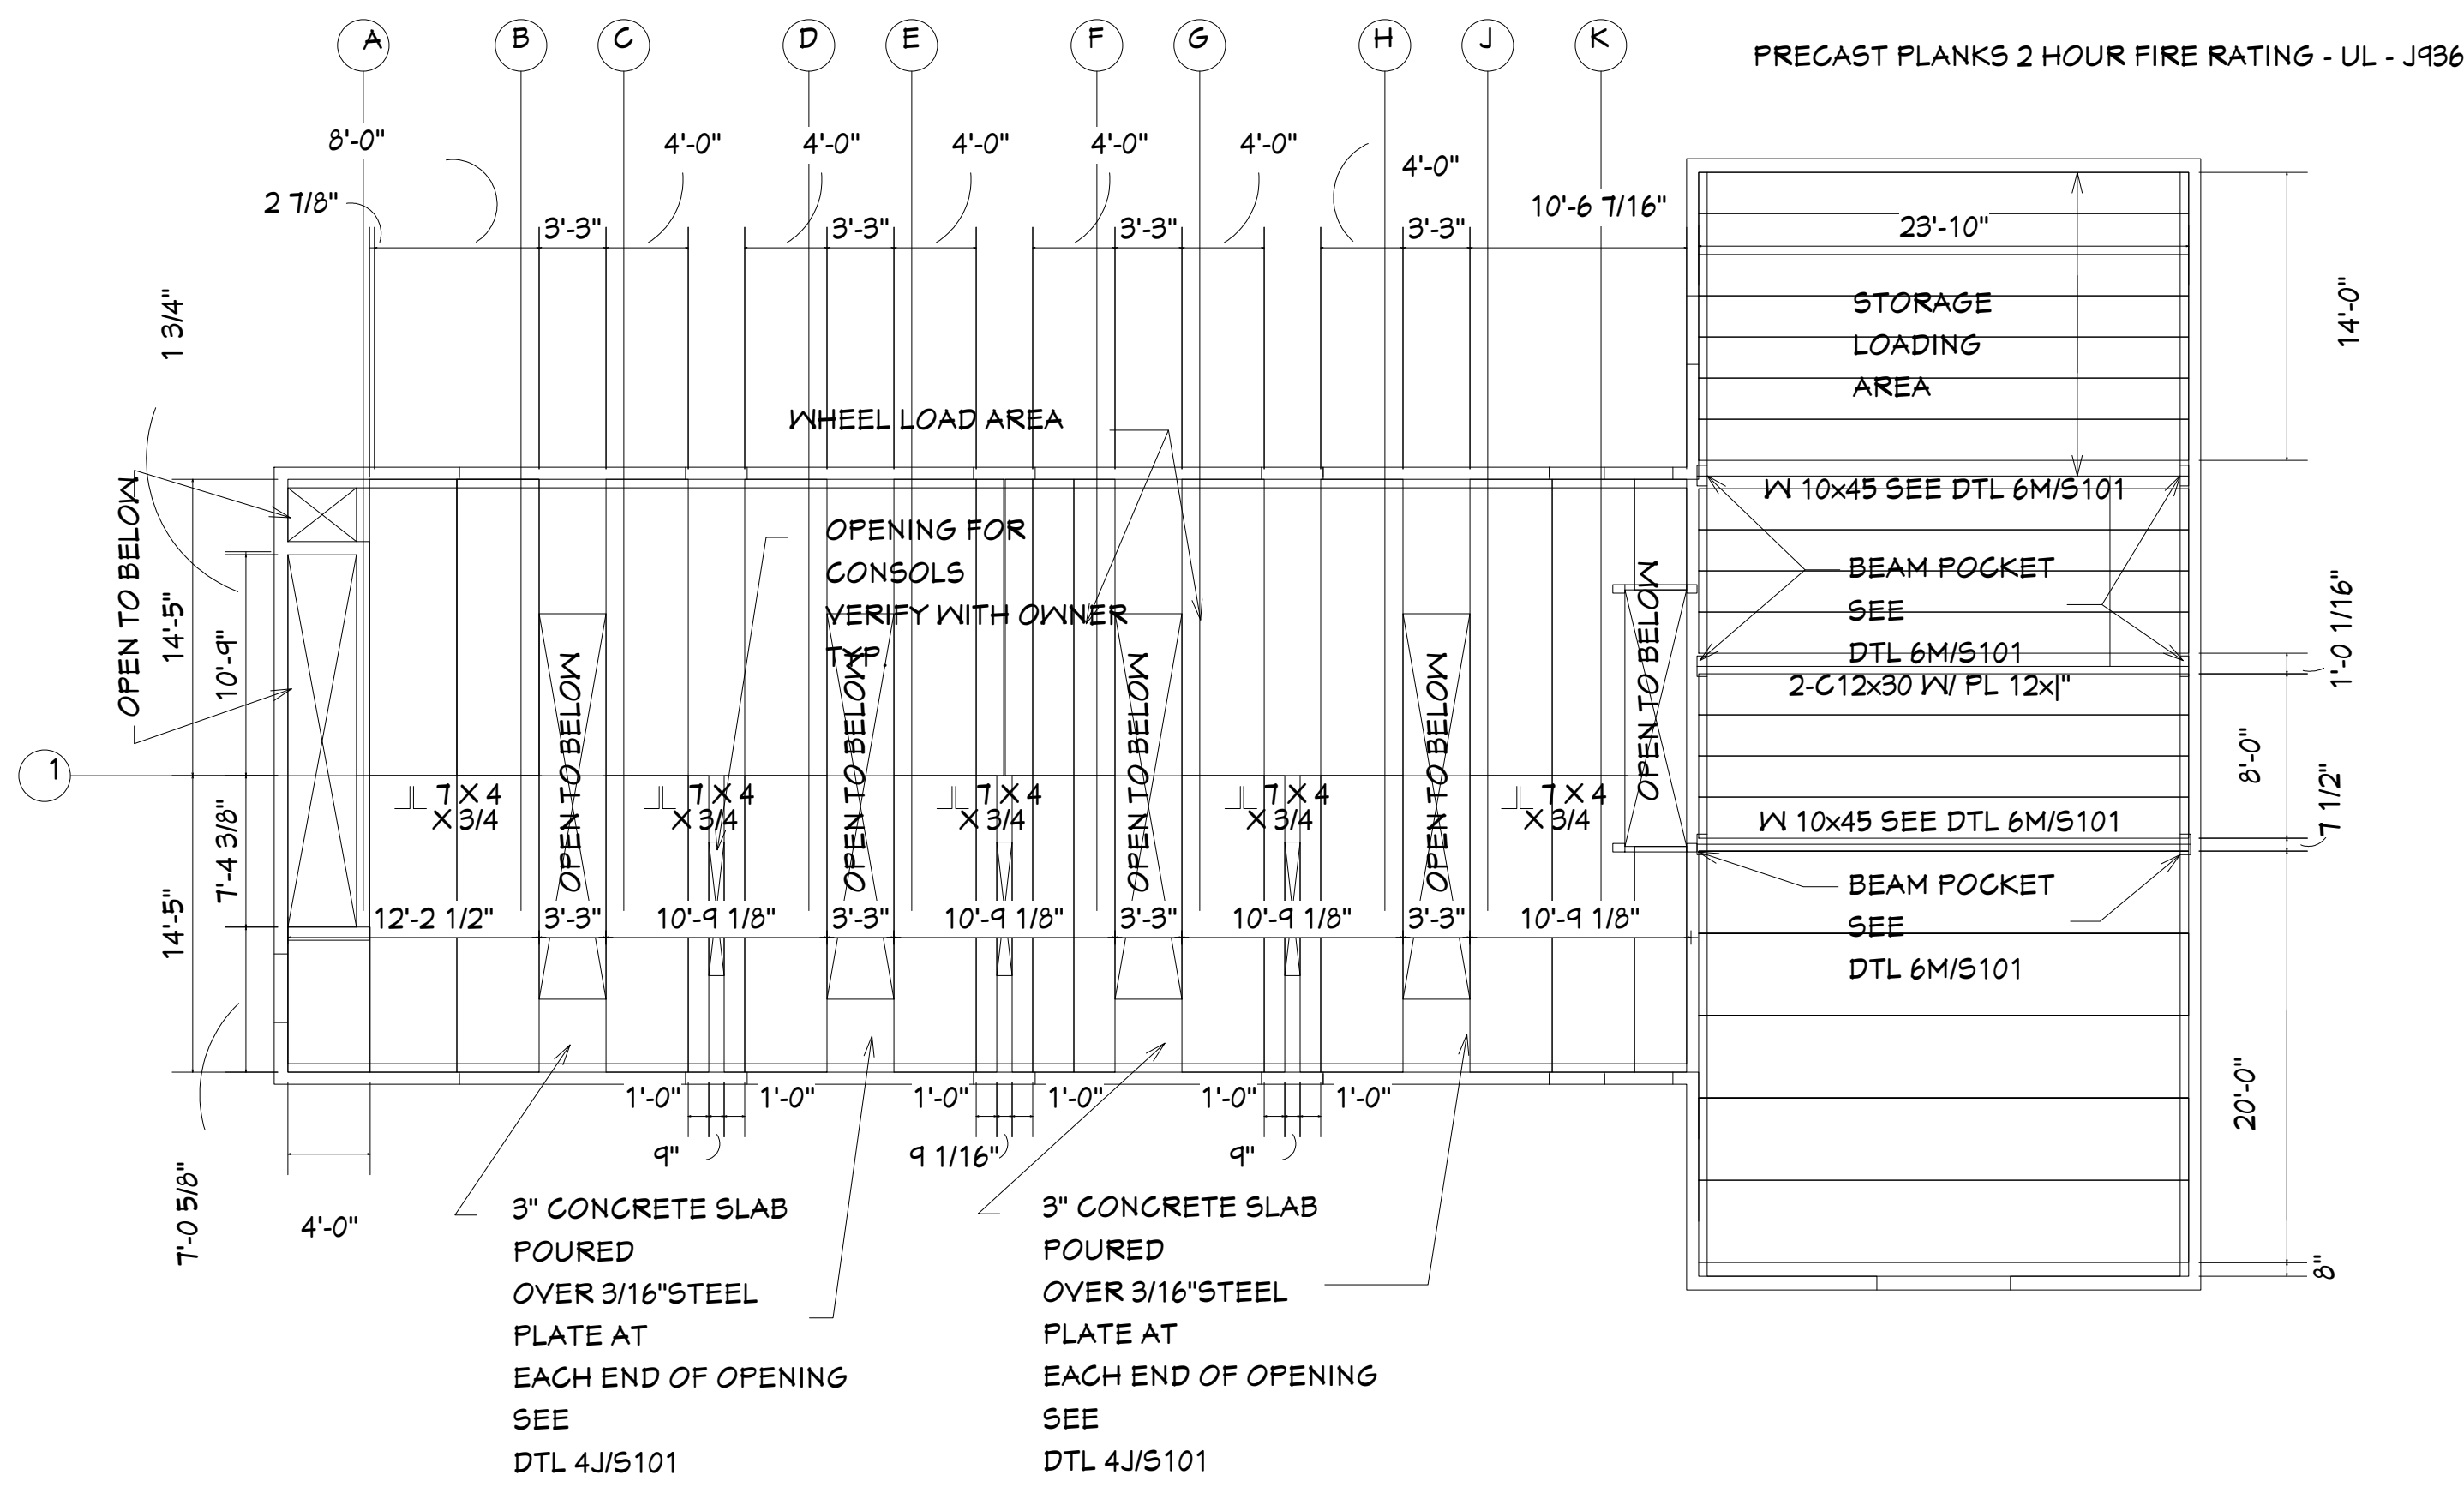 A B C D E F G H J K
PRECAST PLANKS 2 HOUR FIRE RATING - UL - J936
8'-0" 4'-0" 4'-0" 4'-0" 4'-0" 4'-0" 4'-0"
2 7/8" 10'-6 7/16"
3'-3" 3'-3" 3'-3" 3'-3" 23'-10"
1 3/4"
14'-0"
STORAGE
LOADING
AREA
WHEEL LOAD AREA
OPEN TO BELOW
W 10x45 SEE DTL 6M/S101
OPENING FOR
CONSOLS
VERIFY WITH OWNER
TYP.
BEAM POCKET
SEE
DTL 6M/S101
1'-0 1/16"
14'-5"
10'-9"
OPEN TO BELOW
OPEN TO BELOW
OPEN TO BELOW
OPEN TO BELOW
OPEN TO BELOW
2-C12x30 W/ PL 12x|"
8'-0"
7 1/2"
1
7 X 4
X 3/4
7 X 4
X 3/4
7 X 4
X 3/4
7 X 4
X 3/4
7 X 4
X 3/4
W 10x45 SEE DTL 6M/S101
7'-4 3/8"
14'-5"
BEAM POCKET
SEE
DTL 6M/S101
12'-2 1/2" 3'-3" 10'-9 1/8" 3'-3" 10'-9 1/8" 3'-3" 10'-9 1/8" 3'-3" 10'-9 1/8"
20'-0"
1'-0" 1'-0" 1'-0" 1'-0" 1'-0" 1'-0"
9" 9 1/16" 9"
7'-0 5/8"
4'-0"
8"
3" CONCRETE SLAB
POURED
OVER 3/16"STEEL
PLATE AT
EACH END OF OPENING
SEE
DTL 4J/S101
3" CONCRETE SLAB
POURED
OVER 3/16"STEEL
PLATE AT
EACH END OF OPENING
SEE
DTL 4J/S101